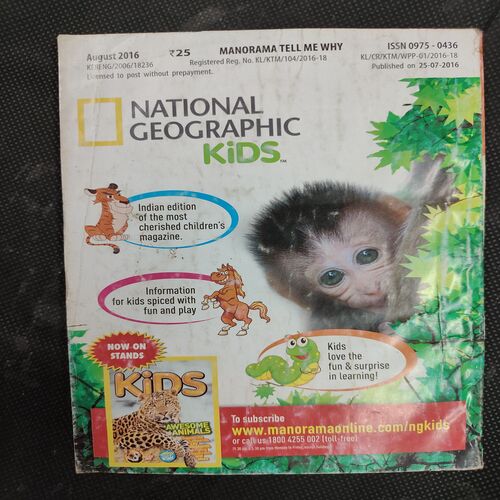 August 2016 ₹25 MANORAMA TELL ME WHY ISSN 0975 - 0436
KERENG/2006/18236 Registered Reg. No. KL/KTM/104/2016-18 KL/CR/KTM/WPP-01/2016-18
Licensed to post without prepayment. Published on 25-07-2016
NATIONAL
GEOGRAPHIC
KiDS
Indian edition
of the most
cherished children's
magazine.
Information
for kids spiced with
fun and play
Kids
love the
fun & surprise
in learning!
NOW ON
STANDS
KiDS
AWESOME
ANIMALS
To subscribe
www.manoramaonline.com/ngkids
or call us 1800 4255 002 (toll-free)